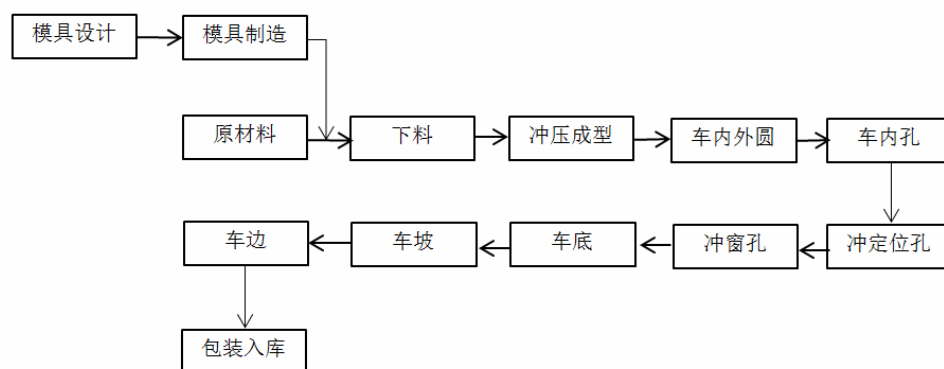 模具设计
模具制造
原材料
下料
冲压成型
车内外圆
车内孔
冲定位孔
冲窗孔
车底
车坡
车边
包装入库